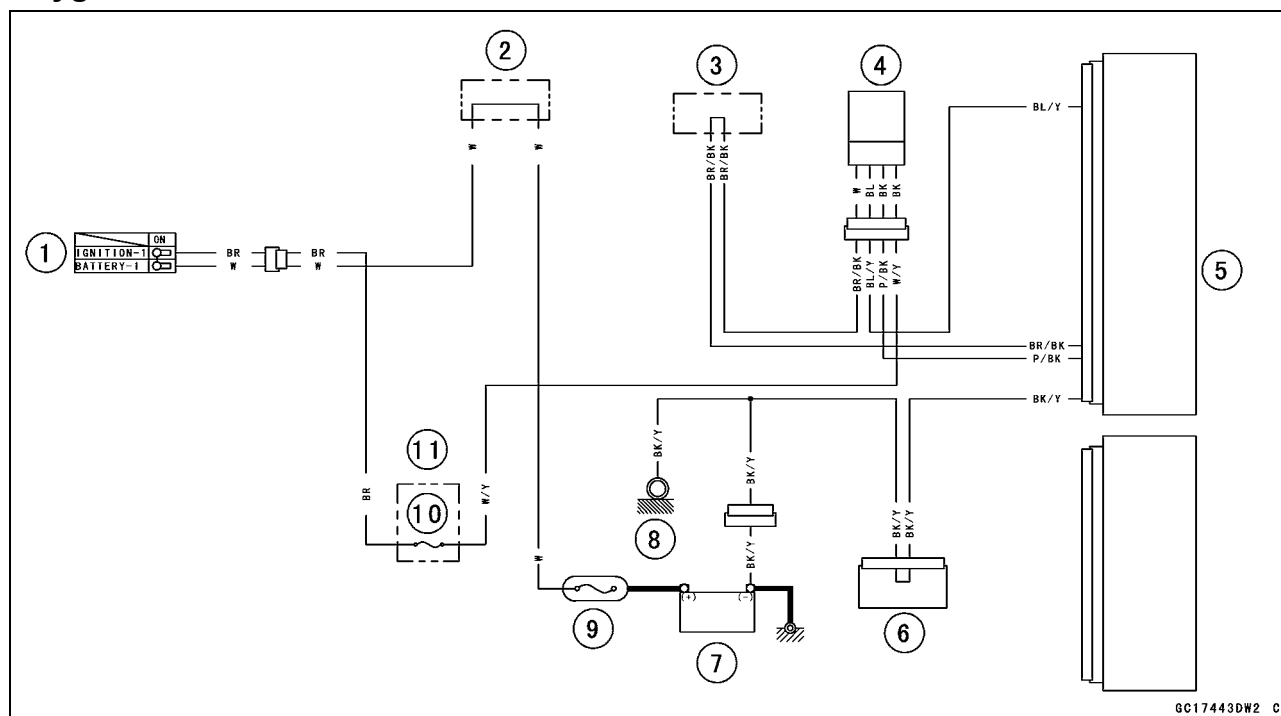 2
3
4
BL/Y
W
W
BR/BK
BR/BK
W
BL
BK
BK
1
ON
IGNITION-1
BATTERY-1
BR
BR
W
W
5
BR/BK
BL/Y
P/BK
W/Y
BR/BK
P/BK
BK/Y
11
10
BR
W/Y
BK/Y
BK/Y
8
BK/Y
BK/Y
BK/Y
W
(+)
(-)
9
7
6
GC17443DW2 C